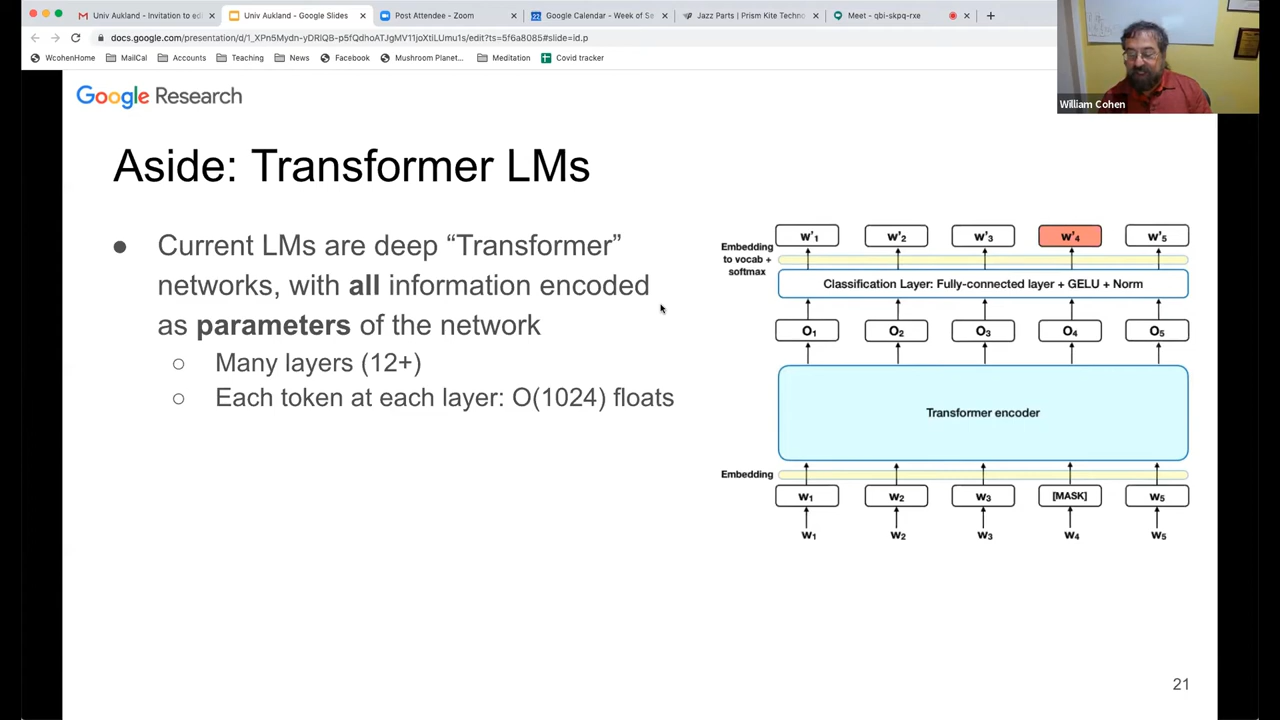 Univ Aukland - Invitation to edi
Univ Aukland - Google Slides
Post Attendee - Zoom
Google Calendar - Week of Se
Jazz Parts | Prism Kite Techno
Meet - qbi-skpq-rxe
docs.google.com/presentation/d/1_XPn5Mydn-yDRlQB-p5fQdhoATJgMV11joXtiLUmu1s/edit?ts=5f6a8085#slide=id.p
WcohenHome
MailCal
Accounts
Teaching
News
Facebook
Mushroom Planet...
Meditation
Covid tracker
William Cohen
Google Research
Aside: Transformer LMs
● Current LMs are deep “Transformer”
networks, with all information encoded
as parameters of the network
○ Many layers (12+)
○ Each token at each layer: O(1024) floats
w'1 w'2 w'3 w'4 w'5
Embedding
to vocab +
softmax
Classification Layer: Fully-connected layer + GELU + Norm
O1 O2 O3 O4 O5
Transformer encoder
Embedding
W1 W2 W3 [MASK] W5
W1 W2 W3 W4 W5
21